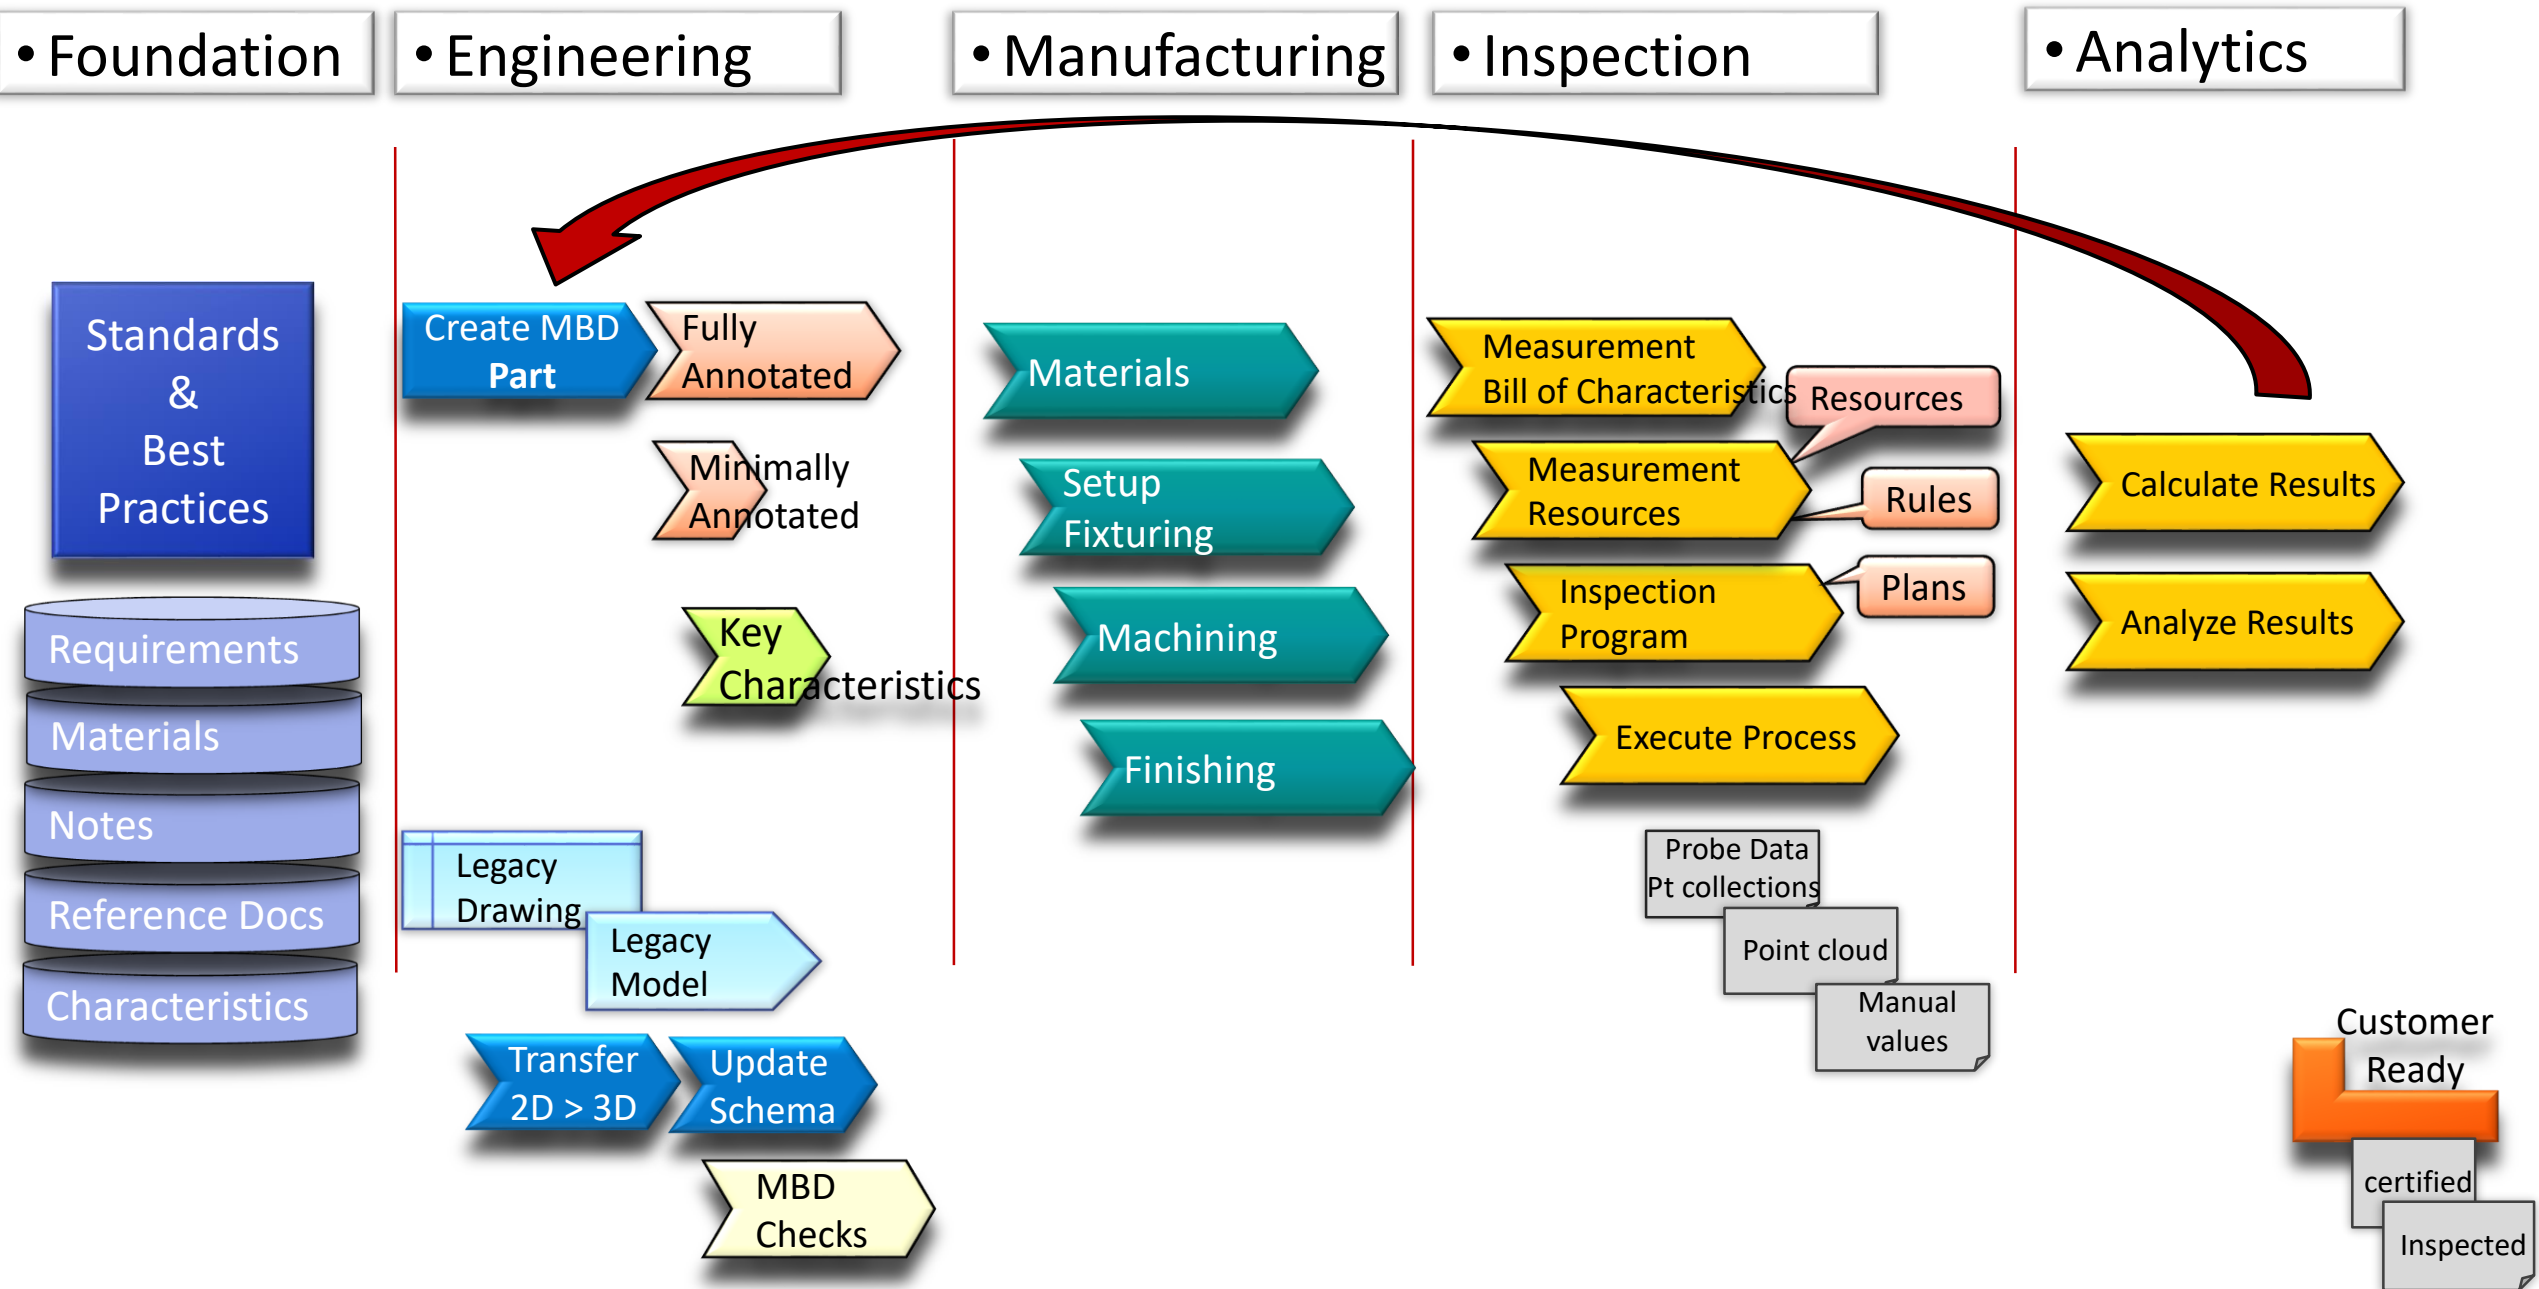 • Foundation
• Engineering
• Manufacturing
• Inspection
• Analytics
Standards
&
Best
Practices
Requirements
Materials
Notes
Reference Docs
Characteristics
Create MBD
Part
Fully
Annotated
Minimally
Annotated
Key
Characteristics
Legacy
Drawing
Legacy
Model
Transfer
2D > 3D
Update
Schema
MBD
Checks
Materials
Setup
Fixturing
Machining
Finishing
Measurement
Bill of Characteristics
Resources
Measurement
Resources
Rules
Inspection
Program
Plans
Execute Process
Probe Data
Pt collections
Point cloud
Manual
values
Calculate Results
Analyze Results
Customer
Ready
certified
Inspected